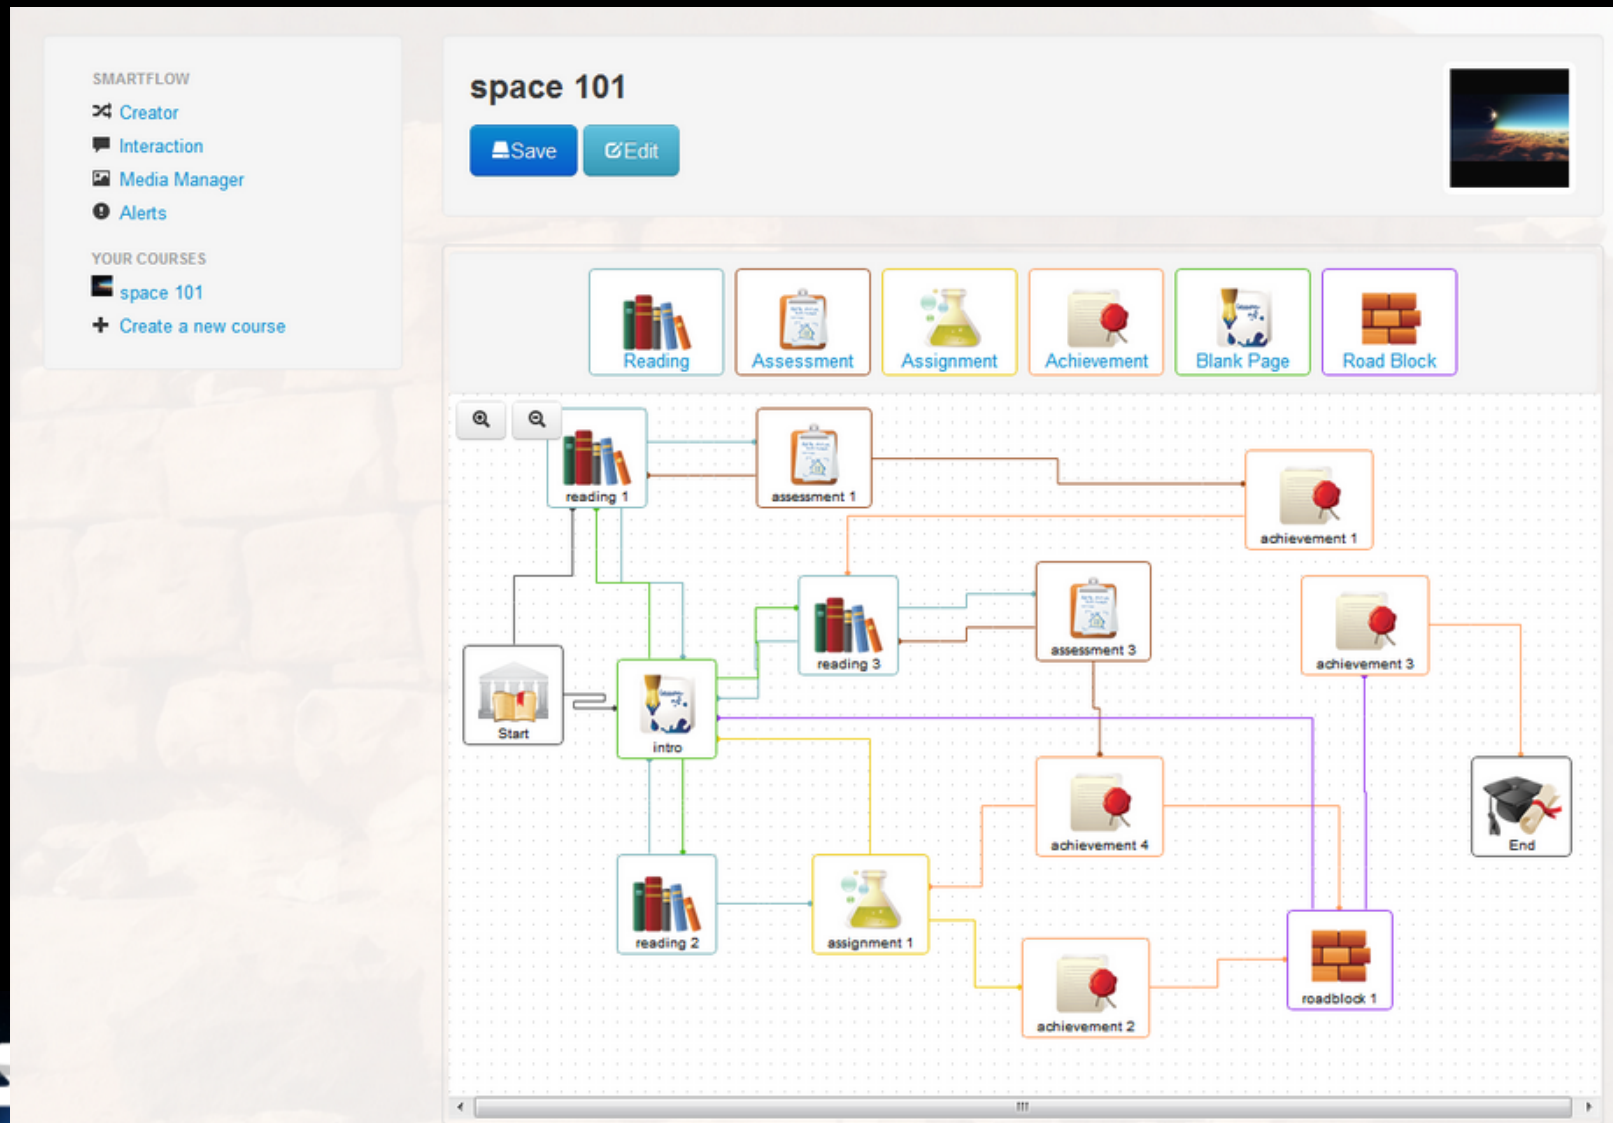 SMARTFLOW
Creator
Interaction
Media Manager
Alerts
YOUR COURSES
space 101
Create a new course
space 101
Save
Edit
Reading
Assessment
Assignment
Achievement
Blank Page
Road Block
reading 1
assessment 1
achievement 1
reading 3
assessment 3
achievement 3
Start
intro
achievement 4
End
reading 2
assignment 1
achievement 2
roadblock 1